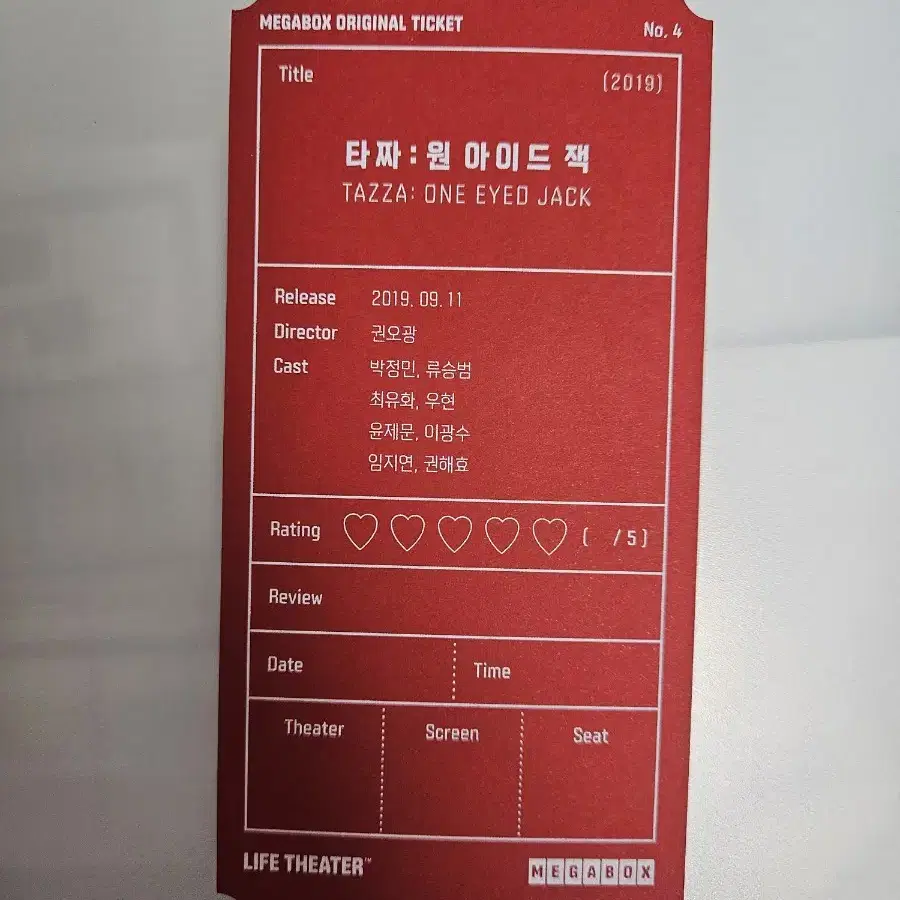 MEGABOX ORIGINAL TICKET No. 4
Title (2019)
타짜 : 원 아이드 잭
TAZZA: ONE EYED JACK
Release 2019. 09. 11
Director 권오광
Cast 박정민, 류승범
최유화, 우현
윤제문, 이광수
임지연, 권해효
Rating ( /5)
Review
Date Time
Theater Screen Seat
LIFE THEATER™ MEGABOX